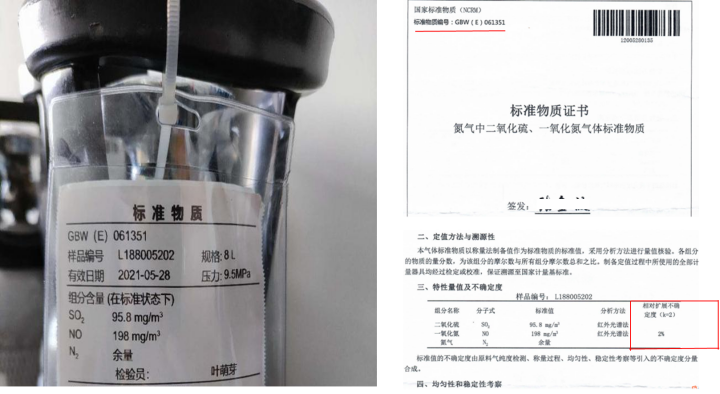 标准物质
GBW (E) 061351
样品编号 L188005202 规格: 8 L
有效日期 2021-05-28 压力: 9.5MPa
组分含量 (在标准状态下)
SO₂ 95.8 mg/m³
NO 198 mg/m³
N₂ 余量
检验员: 叶萌芽
国家标准物质 (NCRM)
标准物质编号: GBW (E) 061351
标准物质证书
氮气中二氧化硫、一氧化氮气体标准物质
签发:
二、定值方法与溯源性
本气体标准物质以称量法制备值作为标准物质的标准值, 采用分析方法进行量值核验。各组分
的物质的量分数, 为该组分的摩尔数与所有组分摩尔数总和之比。制备定值过程中所使用的全部计
量器具均经过检定或校准, 保证溯源至国家计量基标准。
三、特性量值及不确定度
样品编号: L188005202
组分名称 分子式 标准值 分析方法 相对扩展不确
定度 (k=2)
二氧化硫 SO₂ 95.8 mg/m³ 红外光谱法
一氧化氮 NO 198 mg/m³ 红外光谱法 2%
氮气 N₂ 余量
标准值的不确定度由原料气纯度检测、称量过程、均匀性、稳定性考察等引入的不确定度分量
合成。
四、均匀性和稳定性考察